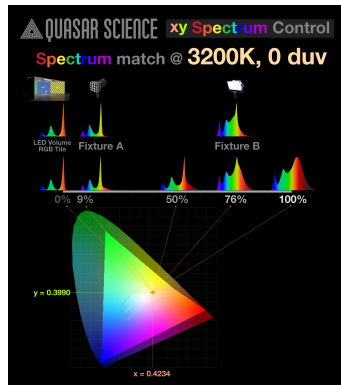 QUASAR SCIENCE xy Spectrum Control
Spectrum match @ 3200K, 0 duv
LED Volume
RGB Tile
Fixture A
Fixture B
0% 9% 50% 76% 100%
y = 0.3990
x = 0.4234